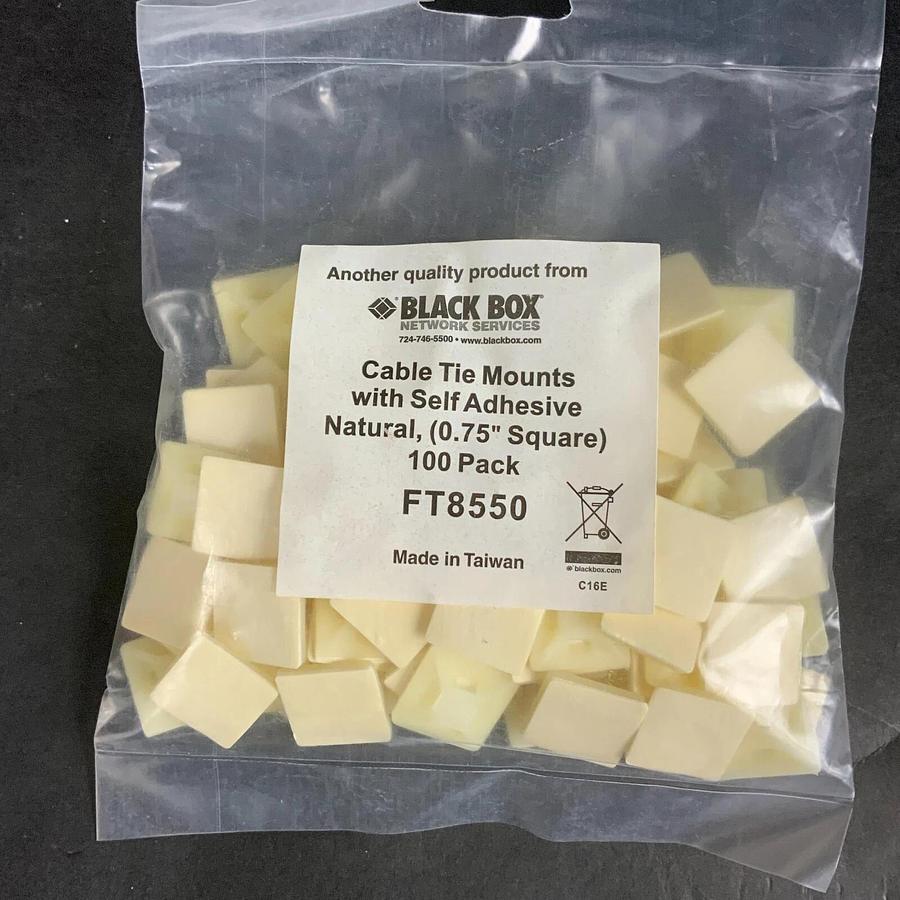 Another quality product from
BLACK BOX®
NETWORK SERVICES
724-746-5500 • www.blackbox.com
Cable Tie Mounts
with Self Adhesive
Natural, (0.75" Square)
100 Pack
FT8550
Made in Taiwan
blackbox.com
C16E